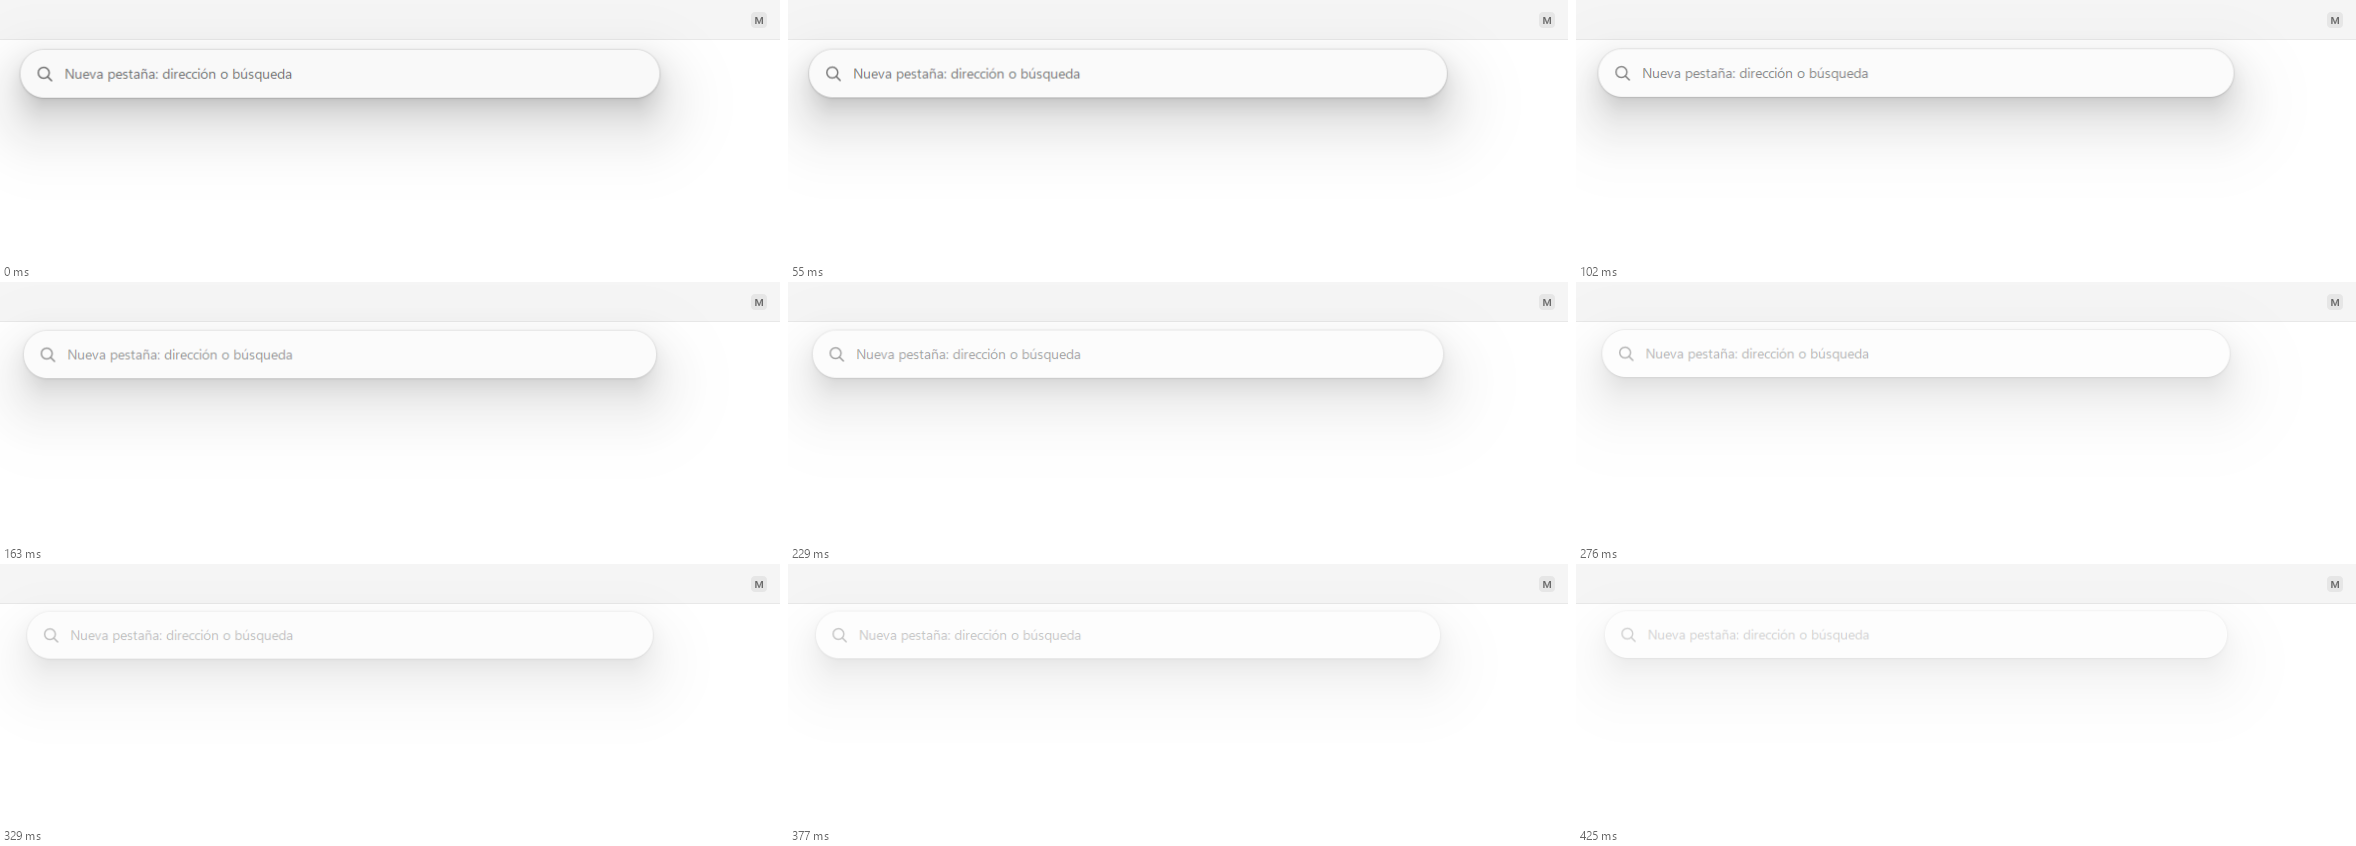 M
Nueva pestaña: dirección o búsqueda
0 ms
M
Nueva pestaña: dirección o búsqueda
55 ms
M
Nueva pestaña: dirección o búsqueda
102 ms
M
Nueva pestaña: dirección o búsqueda
163 ms
M
Nueva pestaña: dirección o búsqueda
229 ms
M
Nueva pestaña: dirección o búsqueda
276 ms
M
Nueva pestaña: dirección o búsqueda
329 ms
M
Nueva pestaña: dirección o búsqueda
377 ms
M
Nueva pestaña: dirección o búsqueda
425 ms